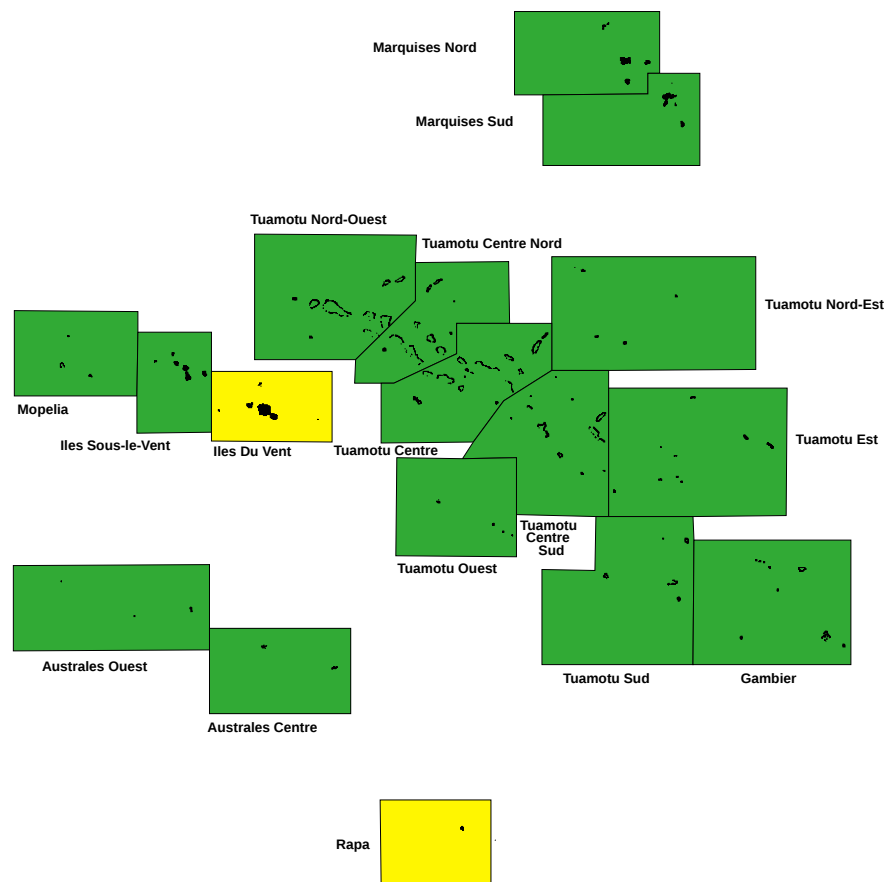 Marquises Nord
Marquises Sud
Tuamotu Nord-Ouest
Tuamotu Centre Nord
Tuamotu Nord-Est
Mopelia
Iles Sous-le-Vent
Iles Du Vent
Tuamotu Centre
Tuamotu Est
Tuamotu
Centre
Sud
Tuamotu Ouest
Australes Ouest
Tuamotu Sud
Gambier
Australes Centre
Rapa